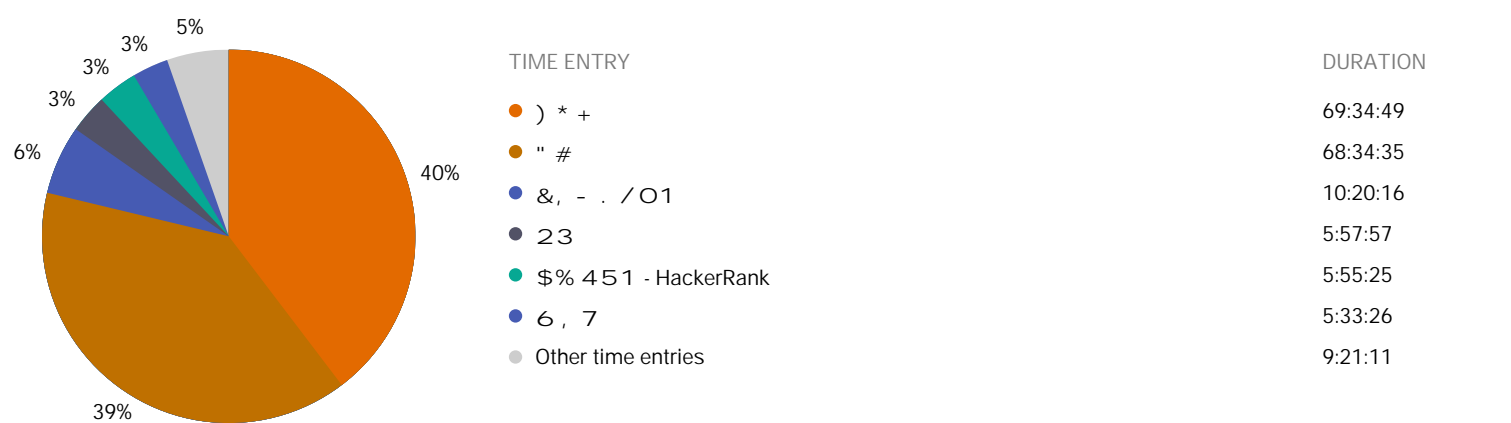 5%
3%
3%
3%
6%
40%
39%
TIME ENTRY DURATION
) * + 69:34:49
" # 68:34:35
&, - . /01 10:20:16
23 5:57:57
$% 451 - HackerRank 5:55:25
6, 7 5:33:26
Other time entries 9:21:11